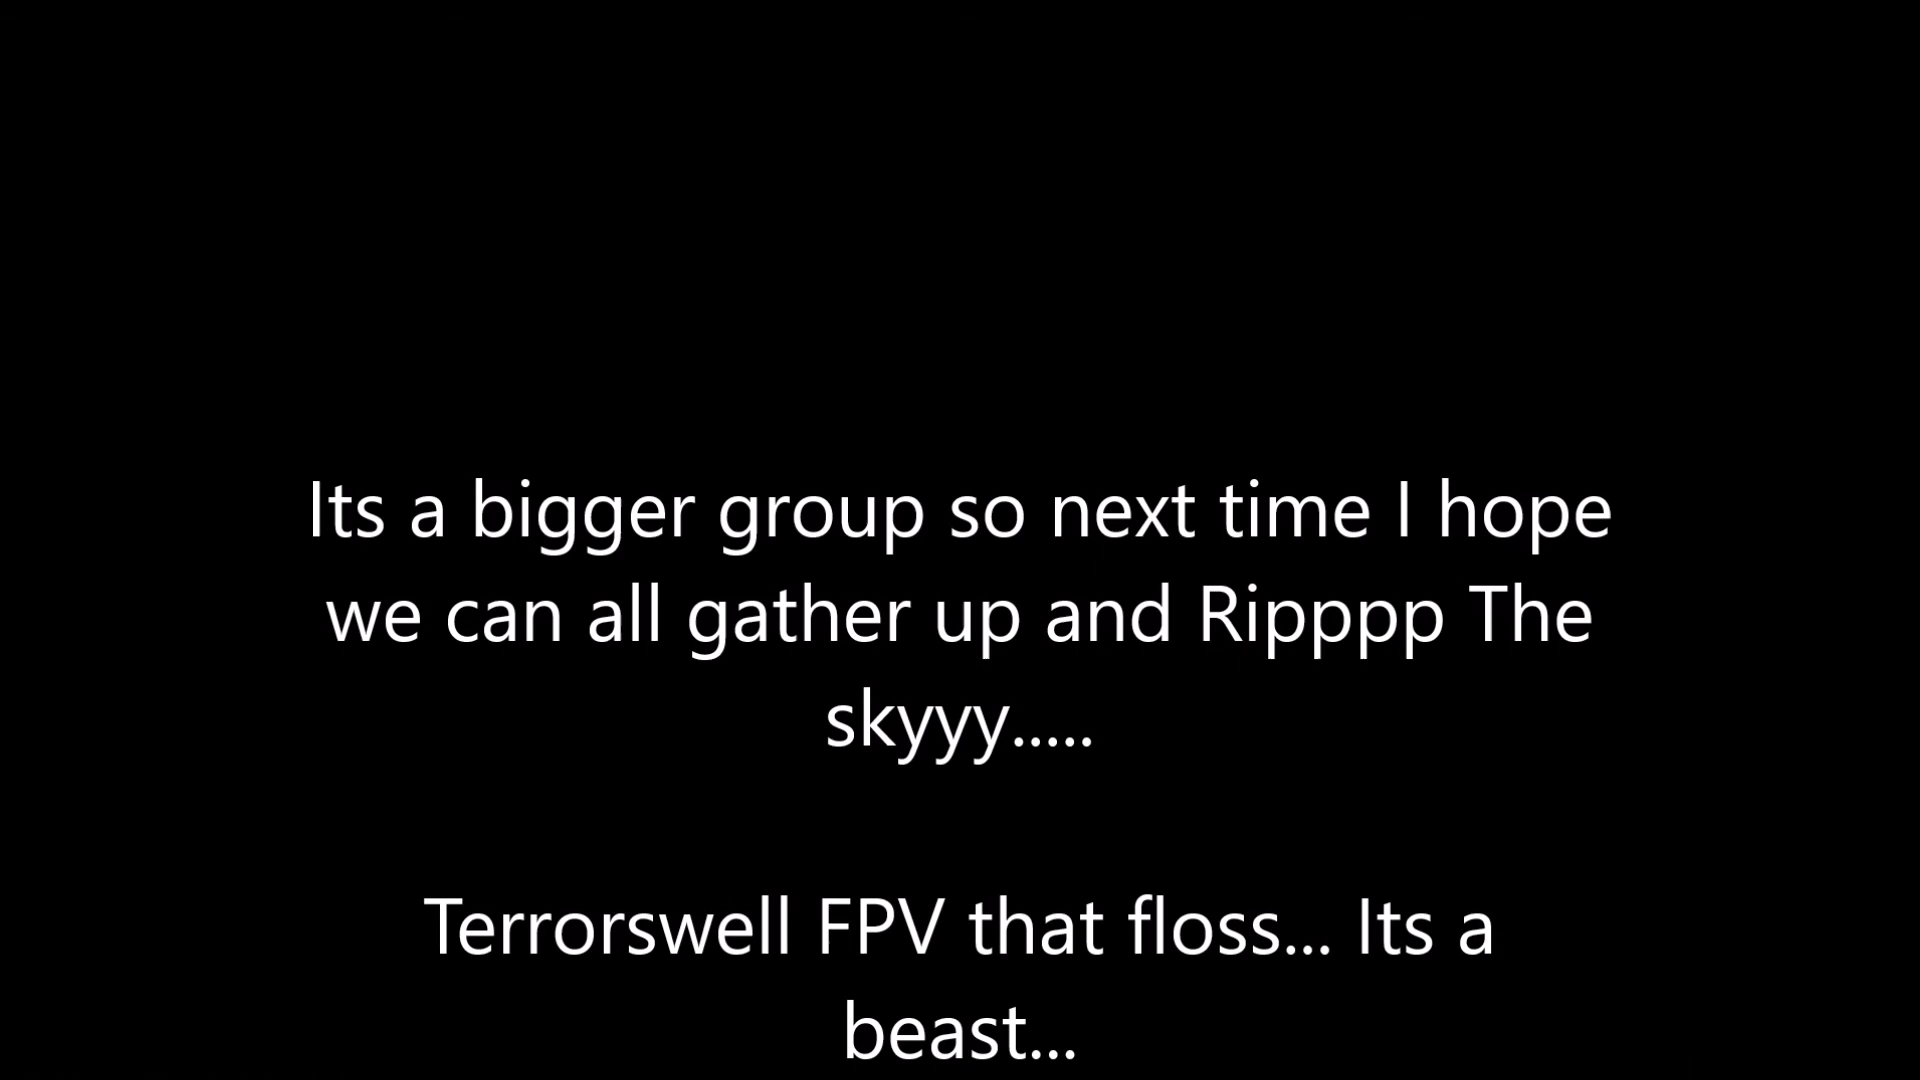 Its a bigger group so next time I hope
we can all gather up and Ripppp The
skyyy.....
Terrorswell FPV that floss... Its a
beast...